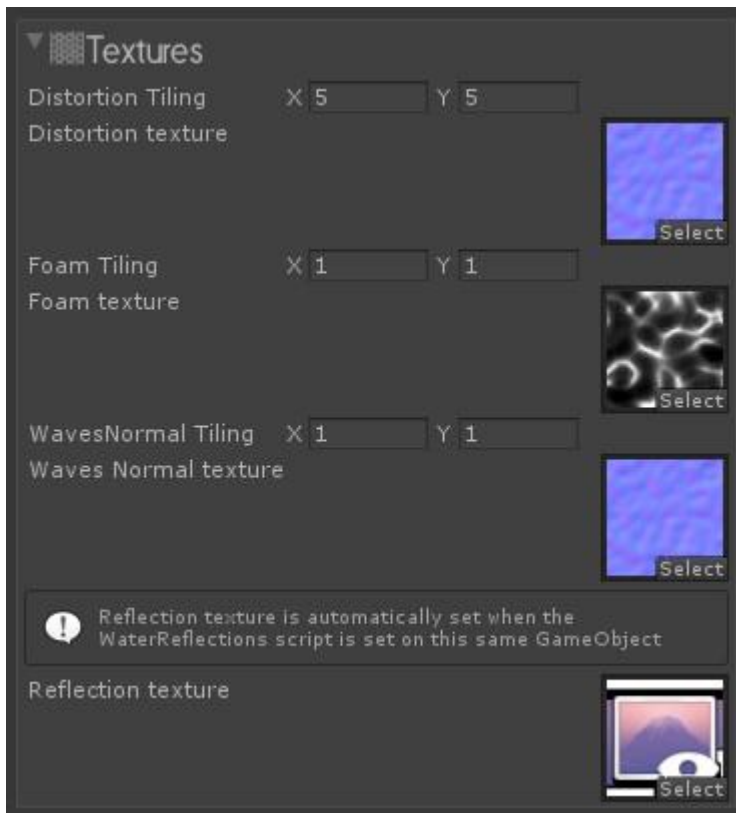 Textures
Distortion Tiling X 5 Y 5
Distortion texture
Select
Foam Tiling X 1 Y 1
Foam texture
Select
WavesNormal Tiling X 1 Y 1
Waves Normal texture
Select
Reflection texture is automatically set when the
WaterReflections script is set on this same GameObject
Reflection texture
Select